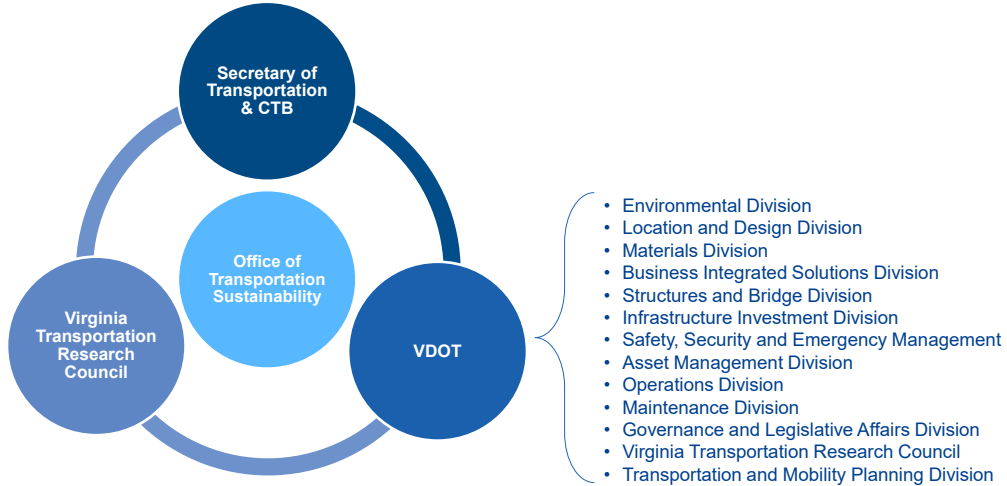 Secretary of
Transportation
& CTB
Office of
Transportation
Sustainability
Virginia
Transportation
Research
Council
VDOT
• Environmental Division
• Location and Design Division
• Materials Division
• Business Integrated Solutions Division
• Structures and Bridge Division
• Infrastructure Investment Division
• Safety, Security and Emergency Management
• Asset Management Division
• Operations Division
• Maintenance Division
• Governance and Legislative Affairs Division
• Virginia Transportation Research Council
• Transportation and Mobility Planning Division